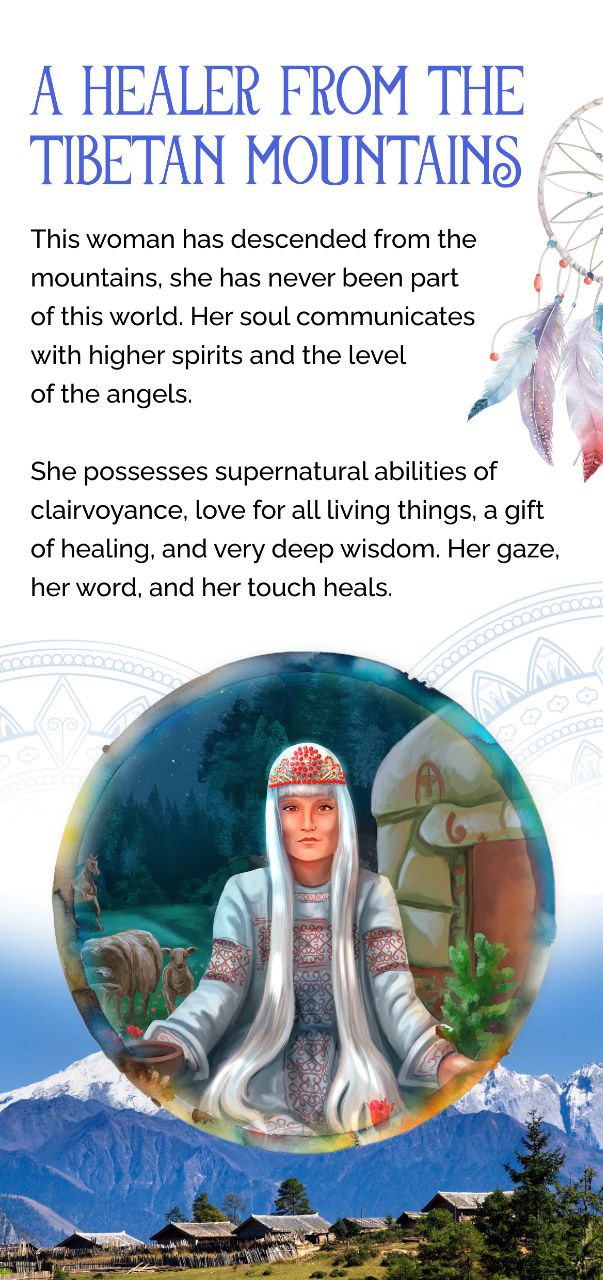 A HEALER FROM THE
TIBETAN MOUNTAINS
This woman has descended from the
mountains, she has never been part
of this world. Her soul communicates
with higher spirits and the level
of the angels.
She possesses supernatural abilities of
clairvoyance, love for all living things, a gift
of healing, and very deep wisdom. Her gaze,
her word, and her touch heals.